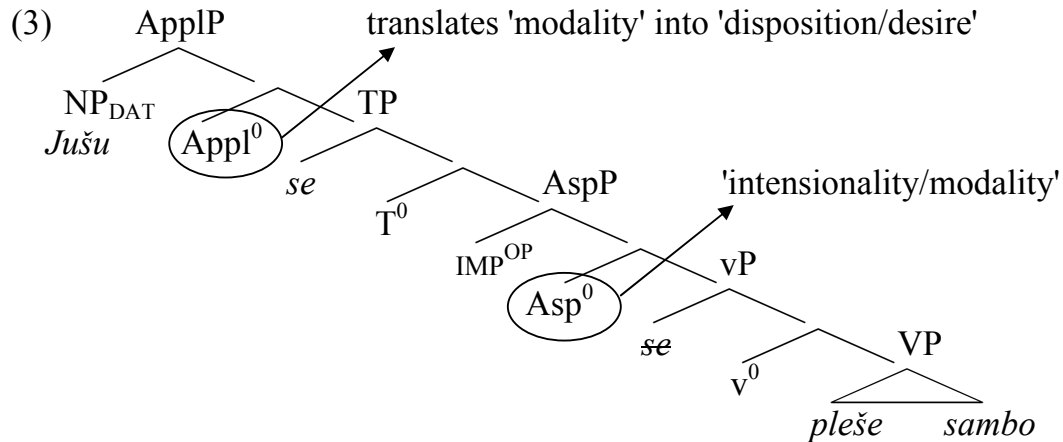 (3) ApplP translates 'modality' into 'disposition/desire'
NP_DAT TP
Jušu Appl⁰
se AspP 'intensionality/modality'
T⁰
IMP^OP vP
Asp⁰
se VP
v⁰
pleše sambo